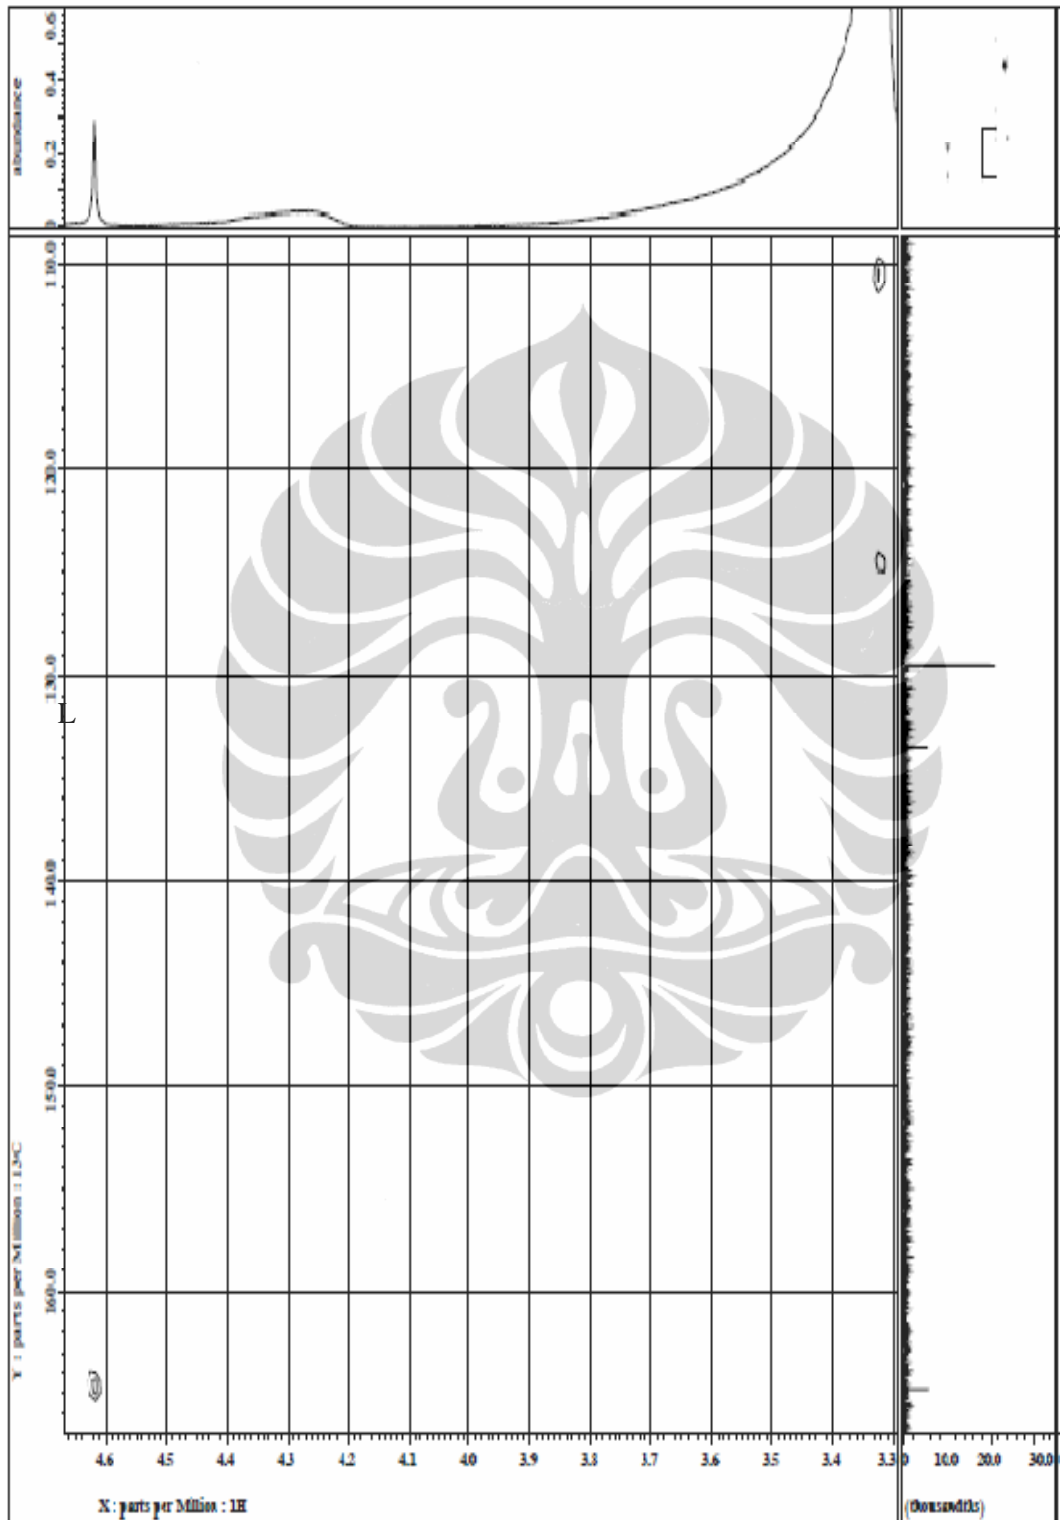 abundance
0.6
0.4
0.2
0
110.0
120.0
130.0
L
140.0
150.0
160.0
Y : parts per Million : 13C
4.6 4.5 4.4 4.3 4.2 4.1 4.0 3.9 3.8 3.7 3.6 3.5 3.4 3.3
0 10.0 20.0 30.0
X : parts per Million : 1H
(thousandths)